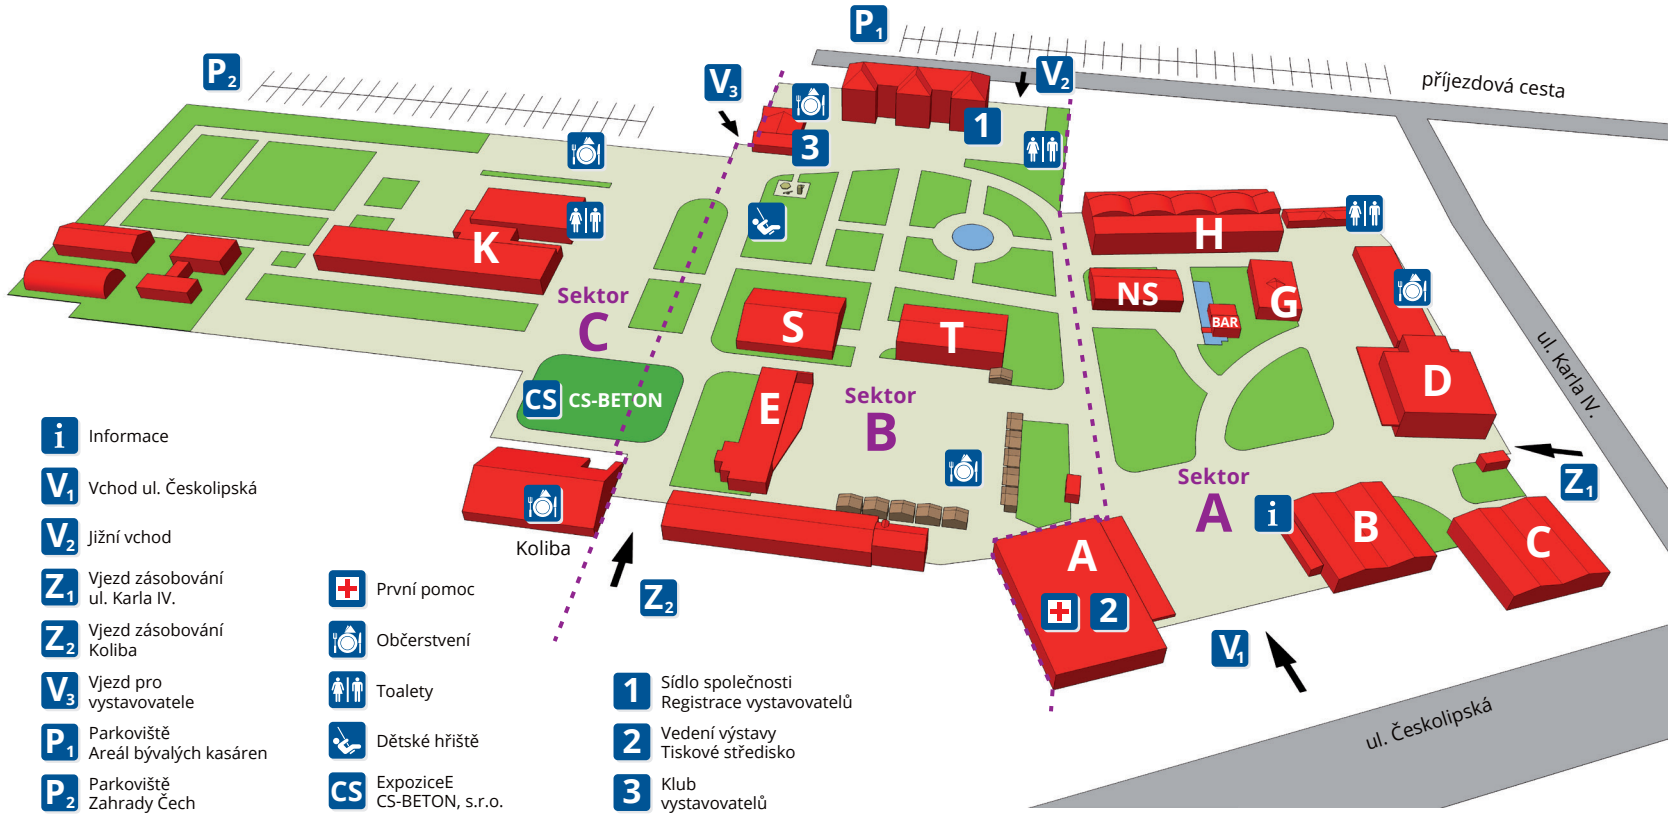 P1
příjezdová cesta
P2
V3
V2
1
3
K
H
NS
G
BAR
Sektor
C
S
T
D
ul. Karla IV.
CS
CS-BETON
E
Sektor
B
Sektor
A
Z1
i
B
C
A
2
Koliba
Z2
V1
ul. Českolipská
i Informace
V1 Vchod ul. Českolipská
V2 Jižní vchod
Z1 Vjezd zásobování
ul. Karla IV.
Z2 Vjezd zásobování
Koliba
V3 Vjezd pro
vystavovatele
P1 Parkoviště
Areál bývalých kasáren
P2 Parkoviště
Zahrady Čech
První pomoc
Občerstvení
Toalety
Dětské hřiště
CS ExpoziceE
CS-BETON, s.r.o.
1 Sídlo společnosti
Registrace vystavovatelů
2 Vedení výstavy
Tiskové středisko
3 Klub
vystavovatelů